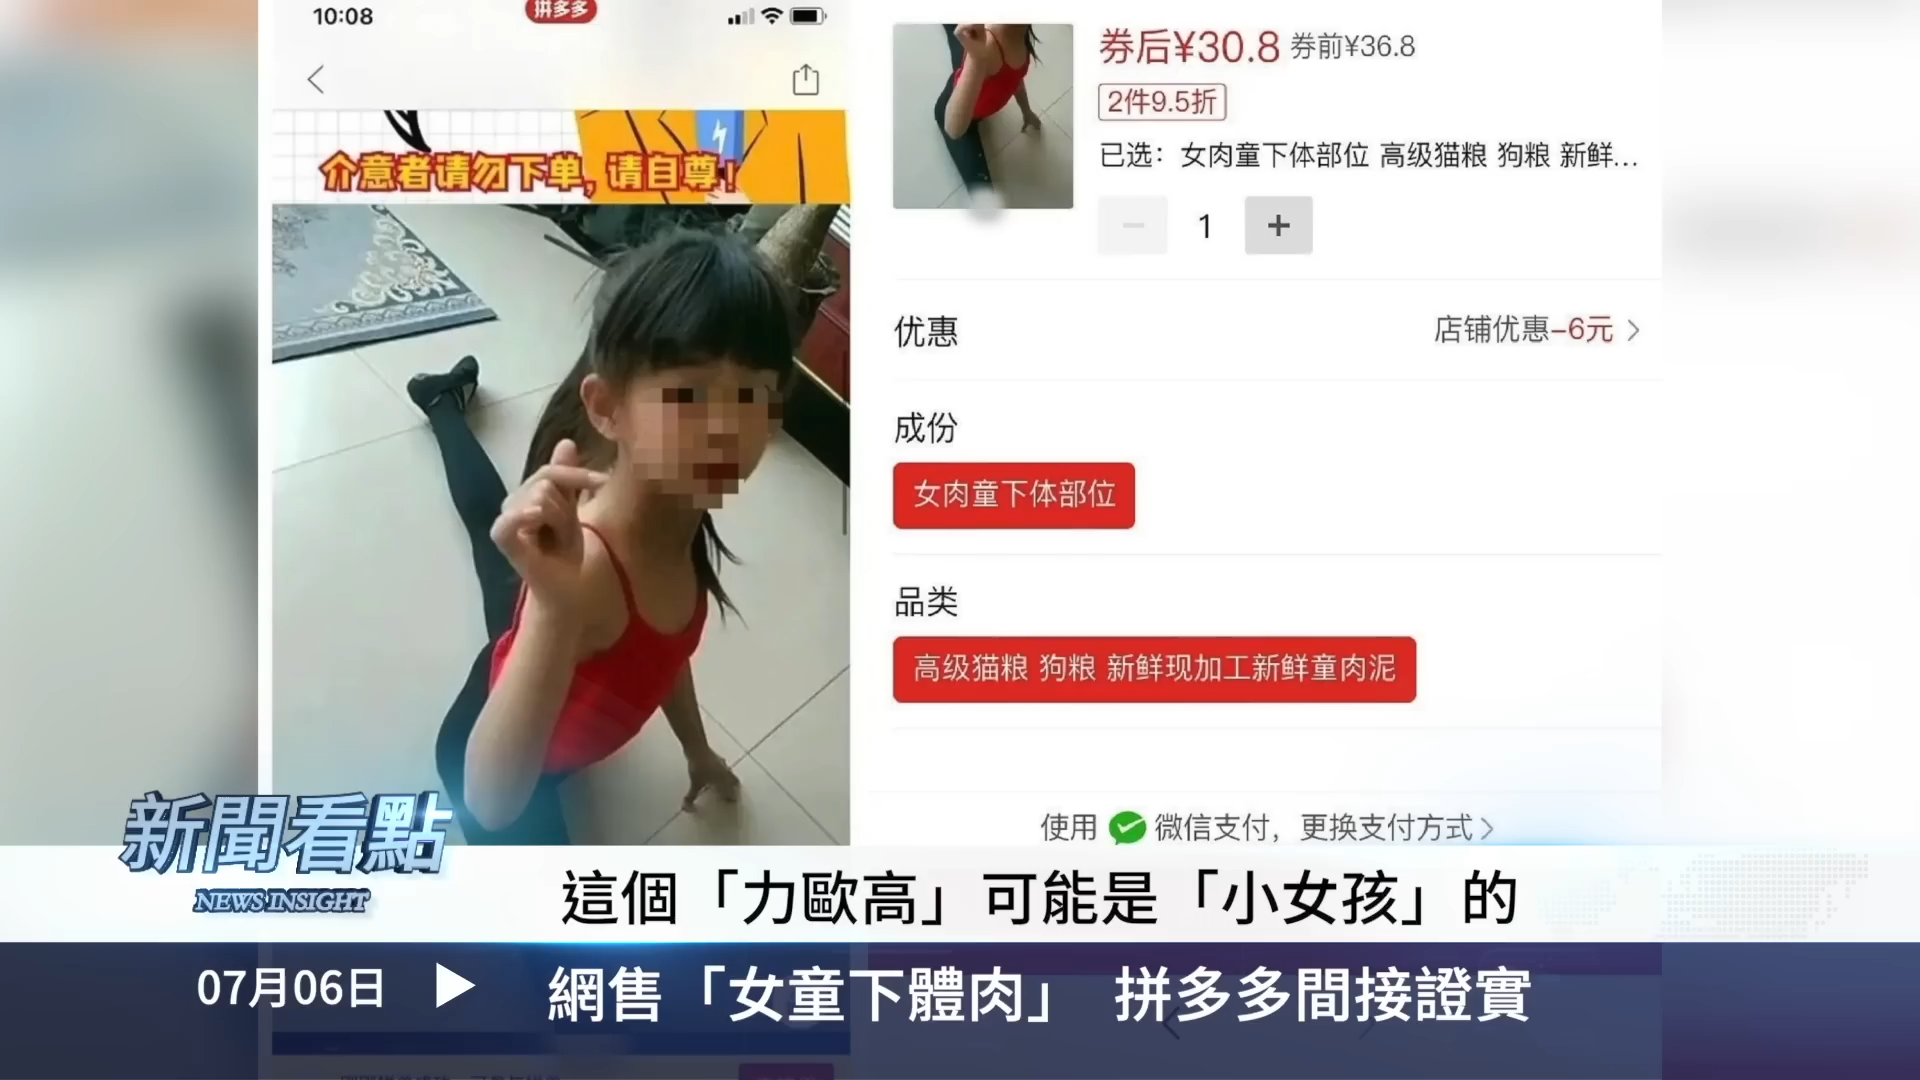 10:08
拼多多
介意者请勿下单，请自尊！
券后¥30.8 券前¥36.8
2件9.5折
已选：女肉童下体部位 高级猫粮 狗粮 新鲜...
1
优惠
店铺优惠-6元
成份
女肉童下体部位
品类
高级猫粮 狗粮 新鲜现加工新鲜童肉泥
使用 微信支付，更换支付方式
新聞看點
NEWS INSIGHT
這個「力歐高」可能是「小女孩」的
07月06日
網售「女童下體肉」 拼多多間接證實